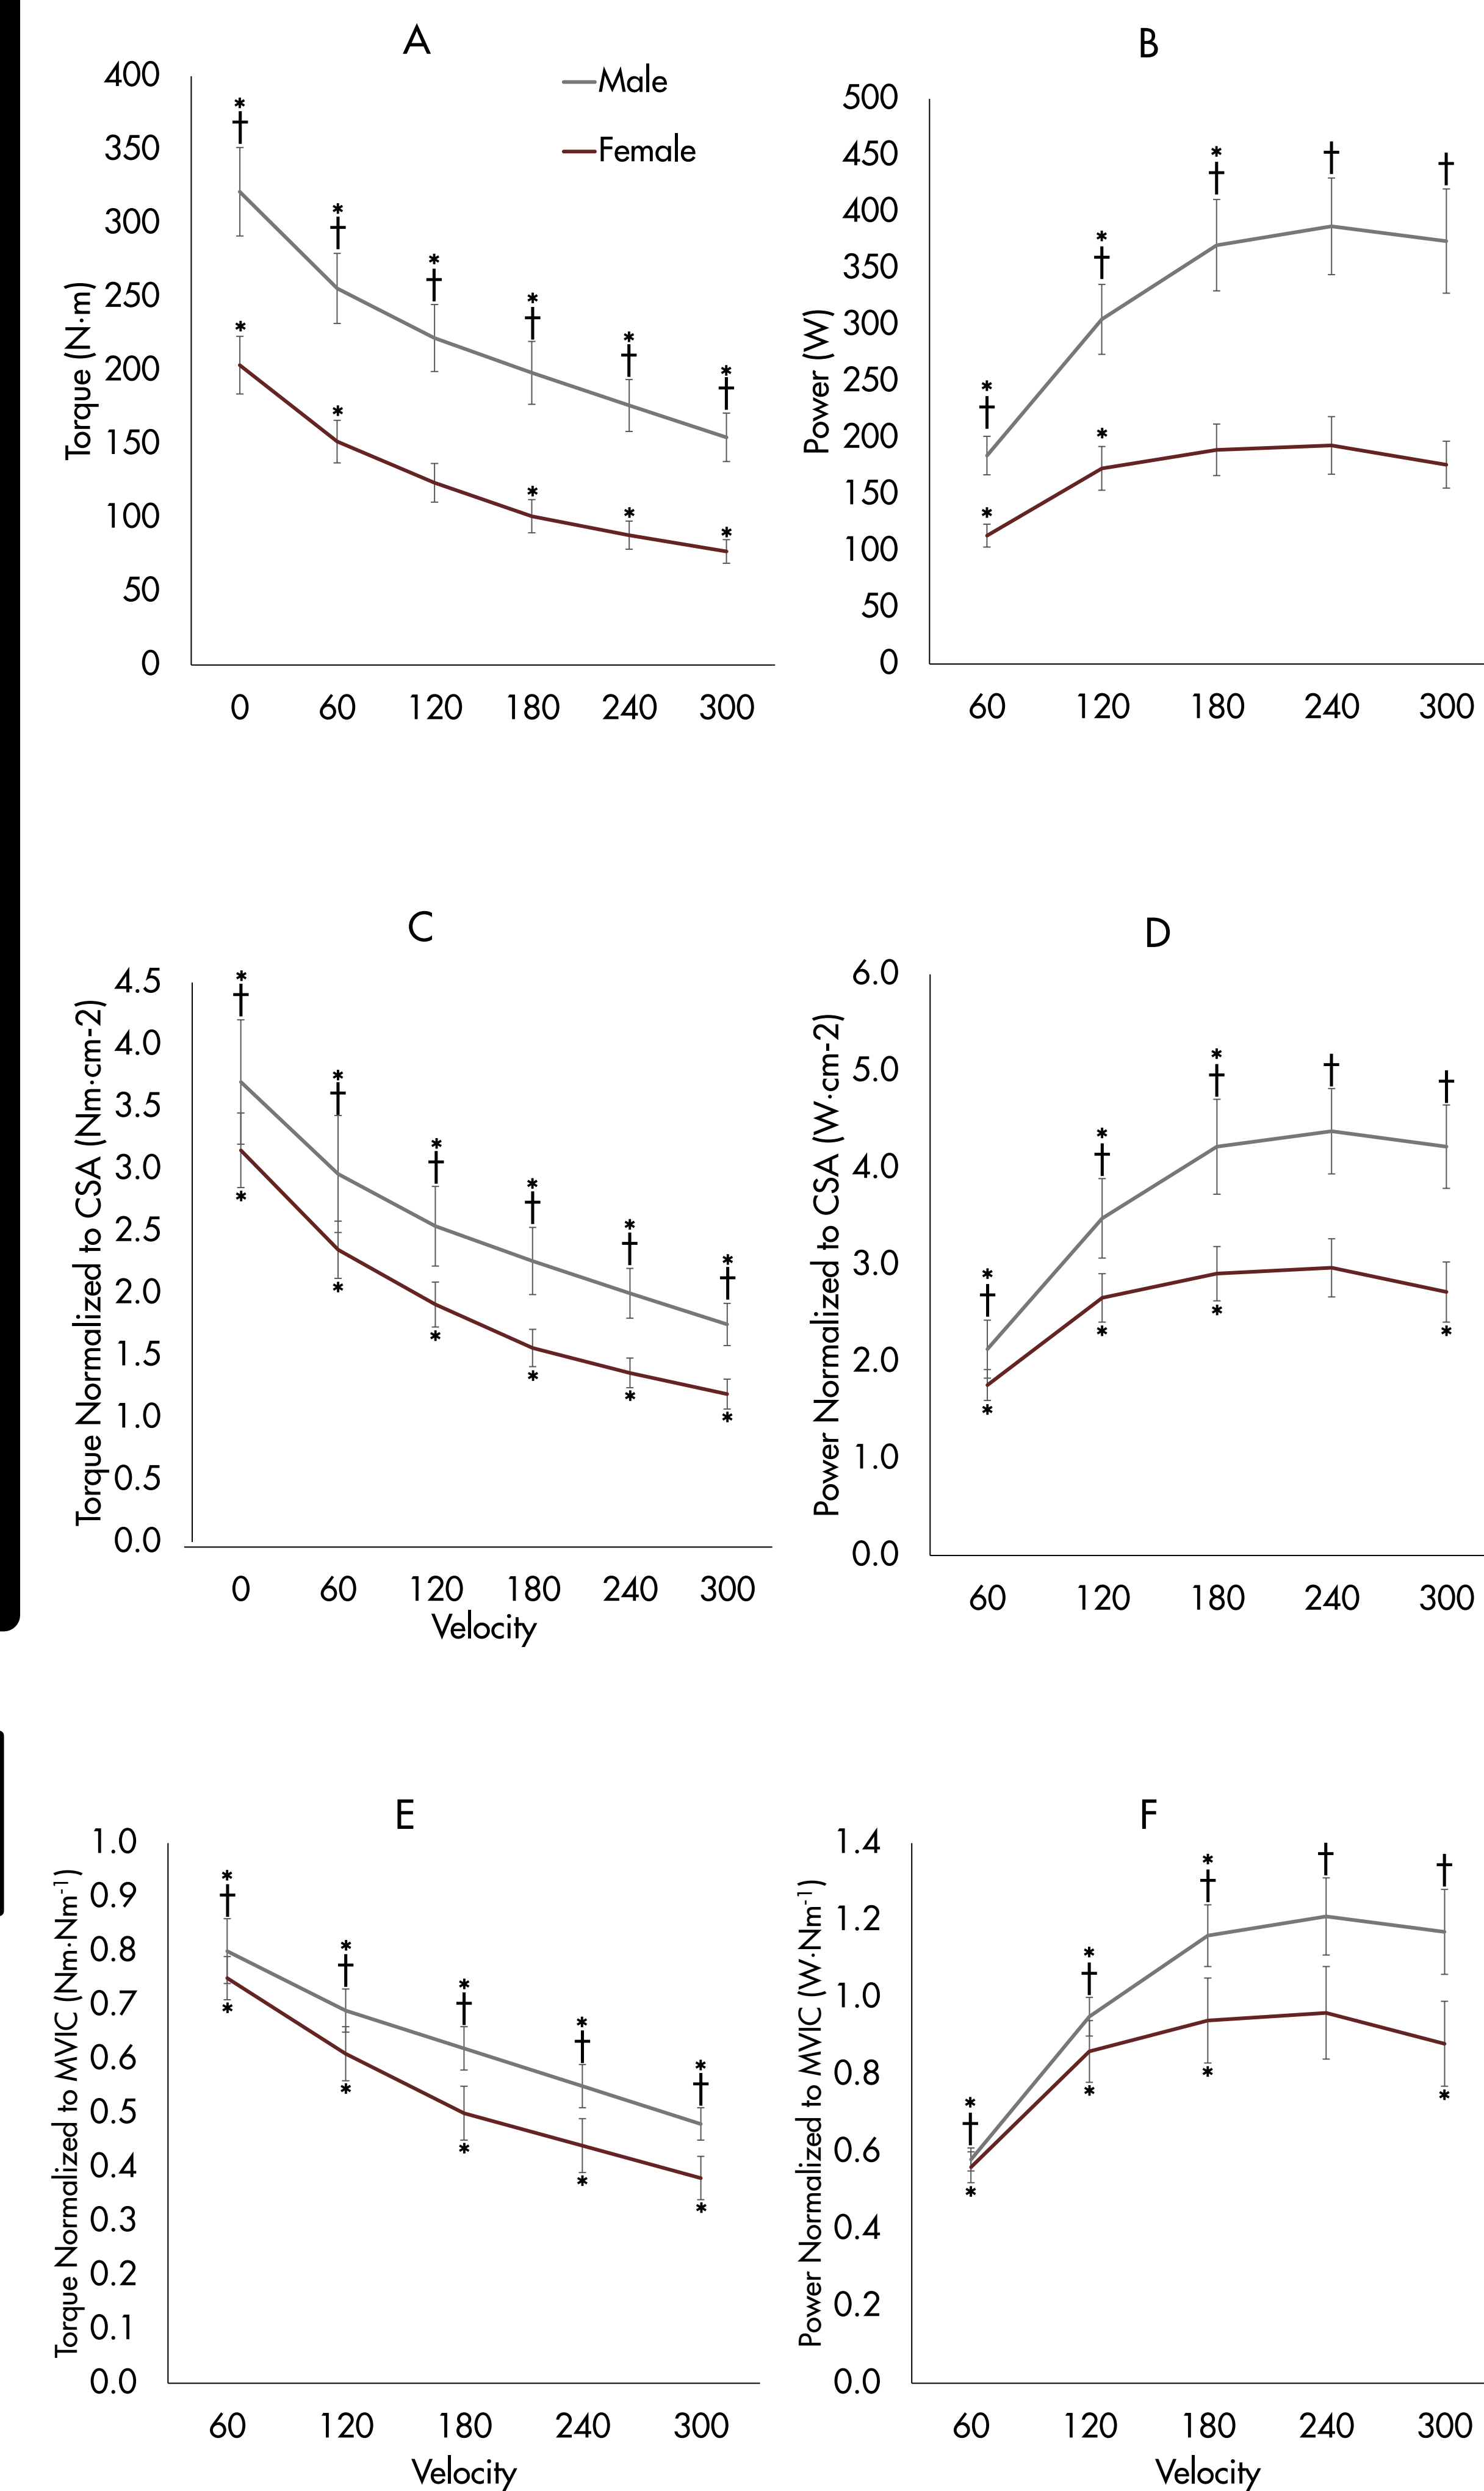 A
400
350
300
250
200
150
100
50
0
Torque (N·m)
* † * † * † * † * † * †
* * * * *
Male
Female
0 60 120 180 240 300
B
500
450
400
350
300
250
200
150
100
50
0
Power (W)
* † * † * † † †
* *
60 120 180 240 300
C
4.5
4.0
3.5
3.0
2.5
2.0
1.5
1.0
0.5
0.0
Torque Normalized to CSA (Nm·cm-2)
* † * † * † * † * † * †
* * * * * *
0 60 120 180 240 300
Velocity
D
6.0
5.0
4.0
3.0
2.0
1.0
0.0
Power Normalized to CSA (W·cm-2)
* † * † * † † †
* * * *
60 120 180 240 300
E
1.0
0.9
0.8
0.7
0.6
0.5
0.4
0.3
0.2
0.1
0.0
Torque Normalized to MVIC (Nm·Nm⁻¹)
* † * † * † * † * †
* * * * *
60 120 180 240 300
Velocity
F
1.4
1.2
1.0
0.8
0.6
0.4
0.2
0.0
Power Normalized to MVIC (W·Nm⁻¹)
* † * † * † † †
* * * *
60 120 180 240 300
Velocity